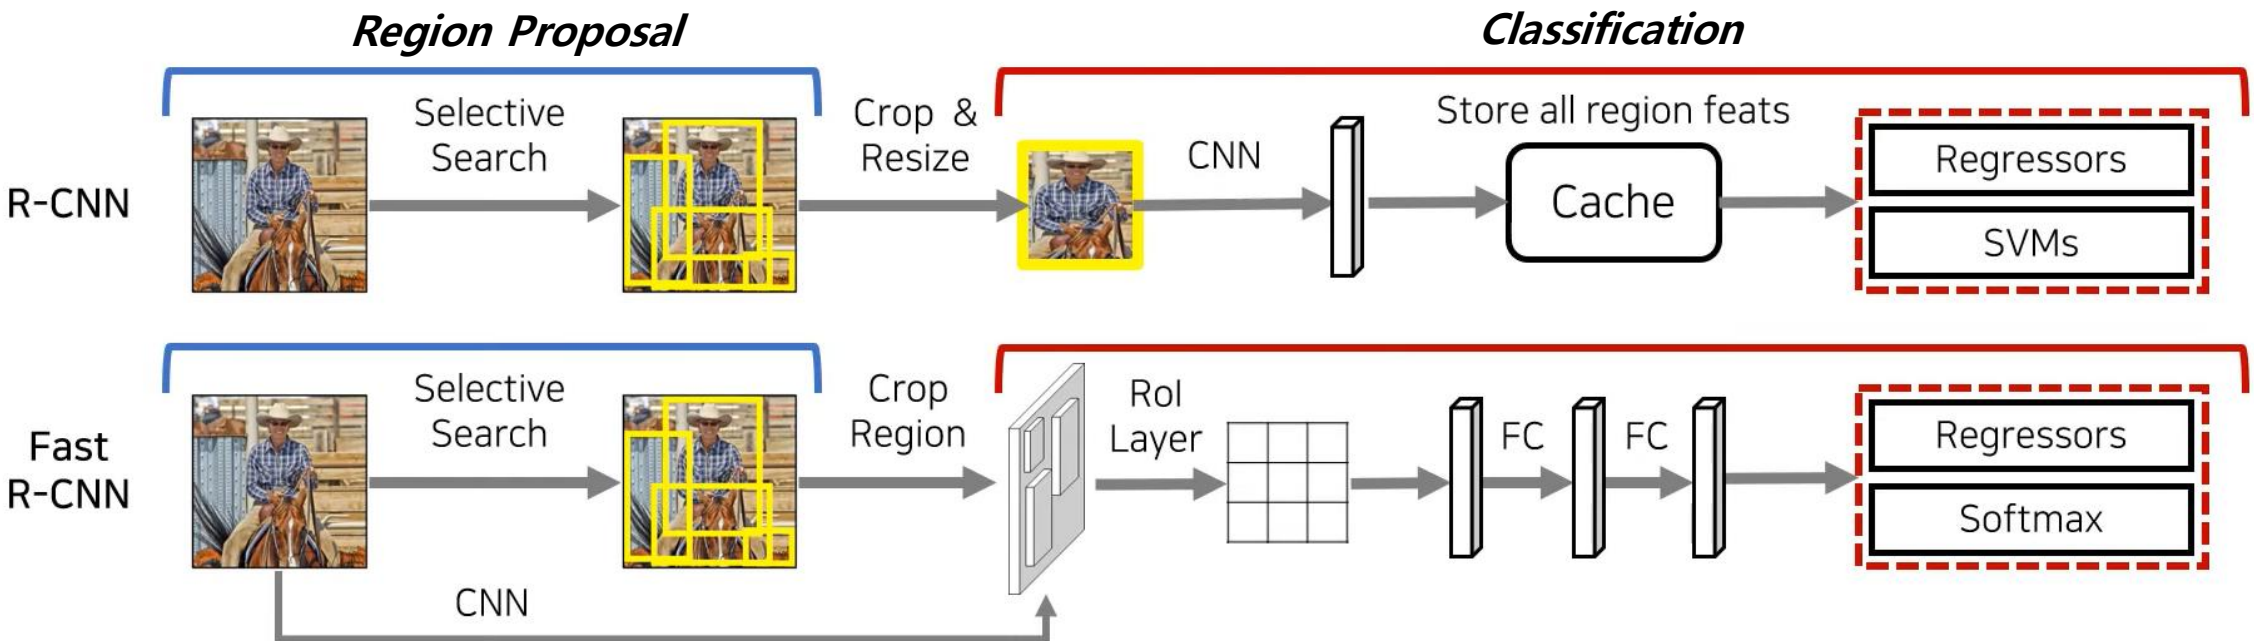 Region Proposal
Classification
R-CNN
Selective
Search
Crop &
Resize
CNN
Store all region feats
Cache
Regressors
SVMs
Fast
R-CNN
Selective
Search
CNN
Crop
Region
RoI
Layer
FC
FC
Regressors
Softmax